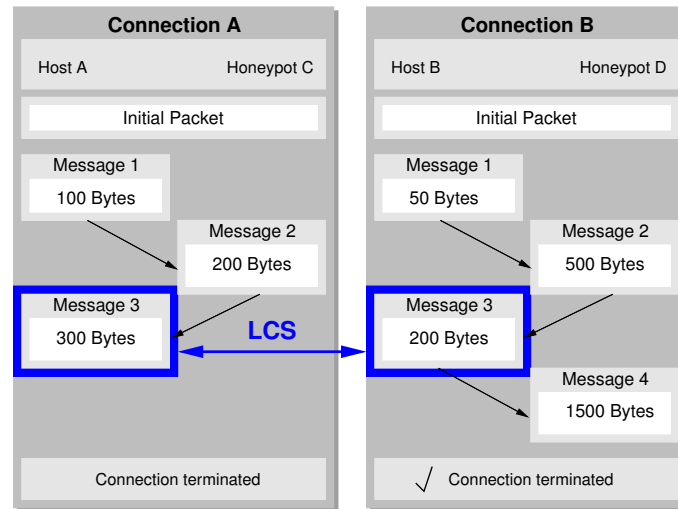 Connection A
Host A Honeypot C
Initial Packet
Message 1
100 Bytes
Message 2
200 Bytes
Message 3
300 Bytes
Connection terminated
LCS
Connection B
Host B Honeypot D
Initial Packet
Message 1
50 Bytes
Message 2
500 Bytes
Message 3
200 Bytes
Message 4
1500 Bytes
√ Connection terminated